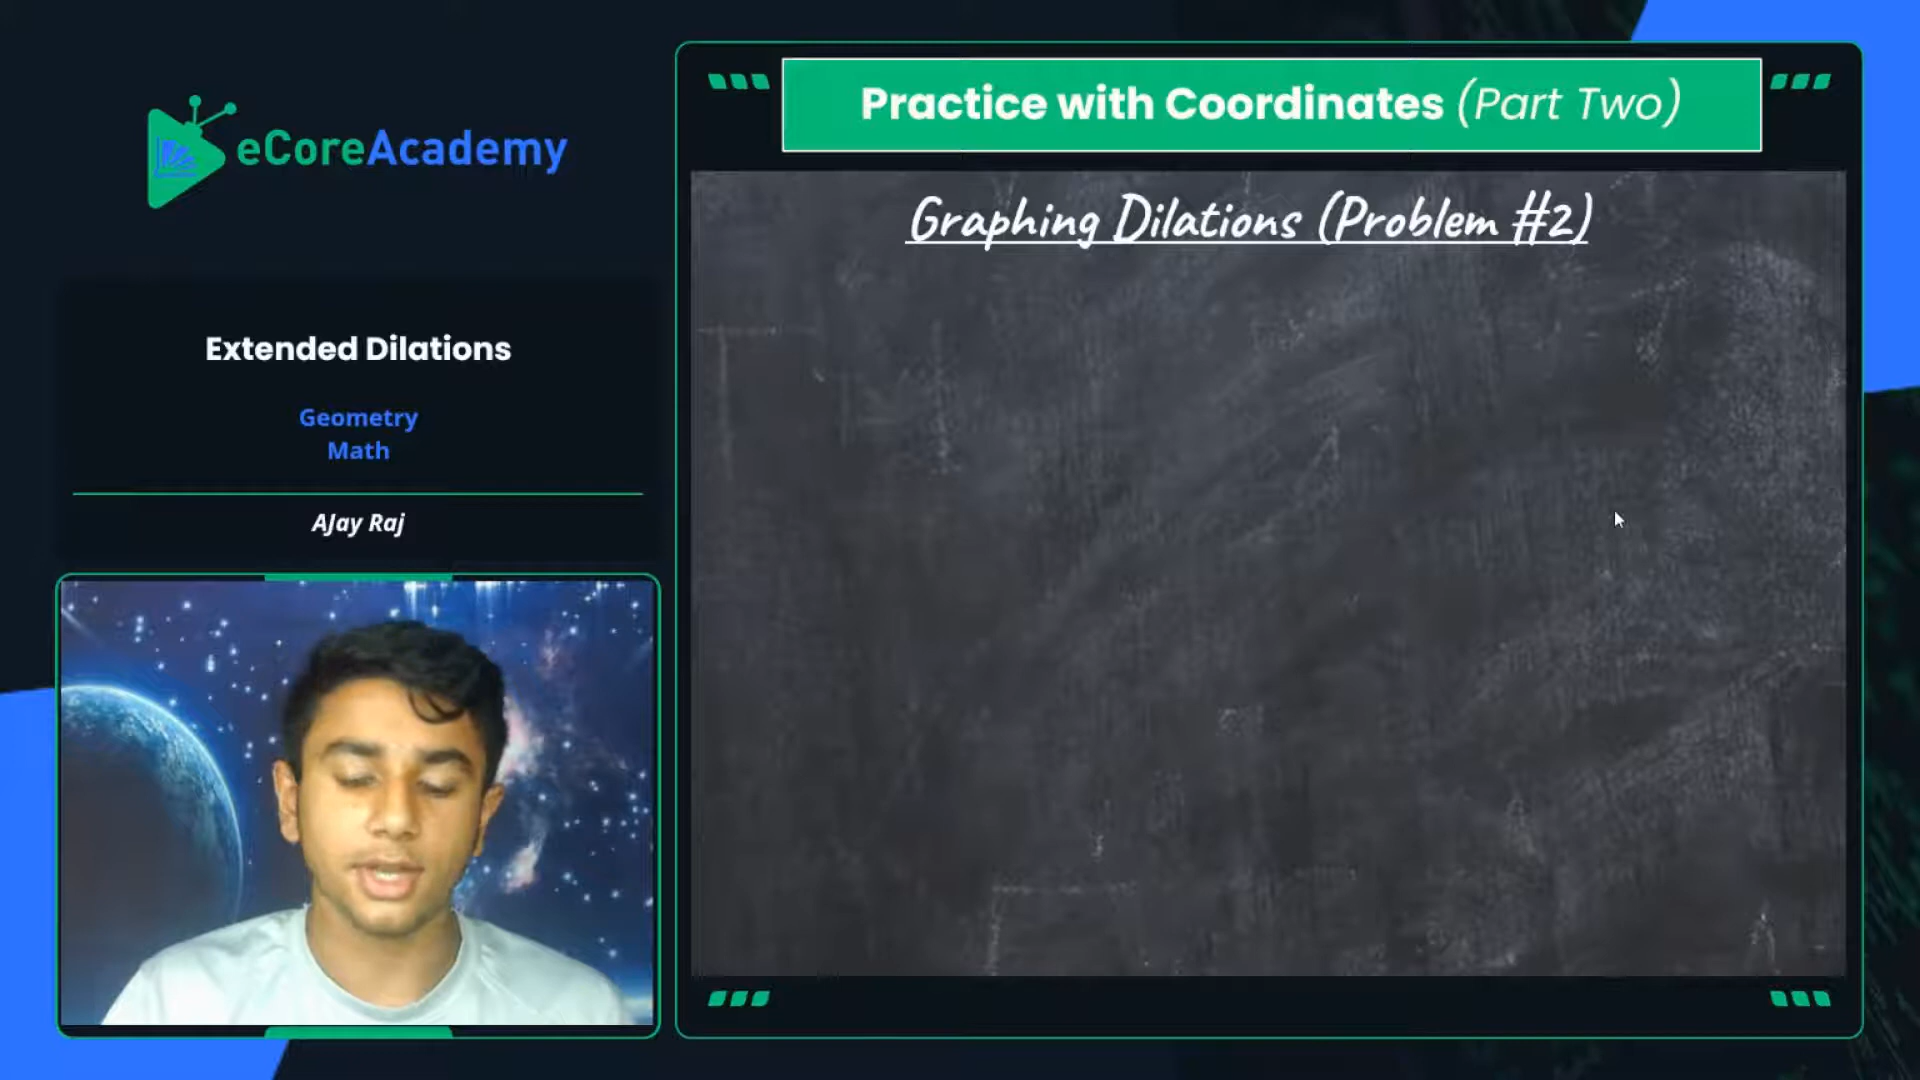 eCoreAcademy
Extended Dilations
Geometry
Math
AJay Raj
Practice with Coordinates (Part Two)
Graphing Dilations (Problem #2)